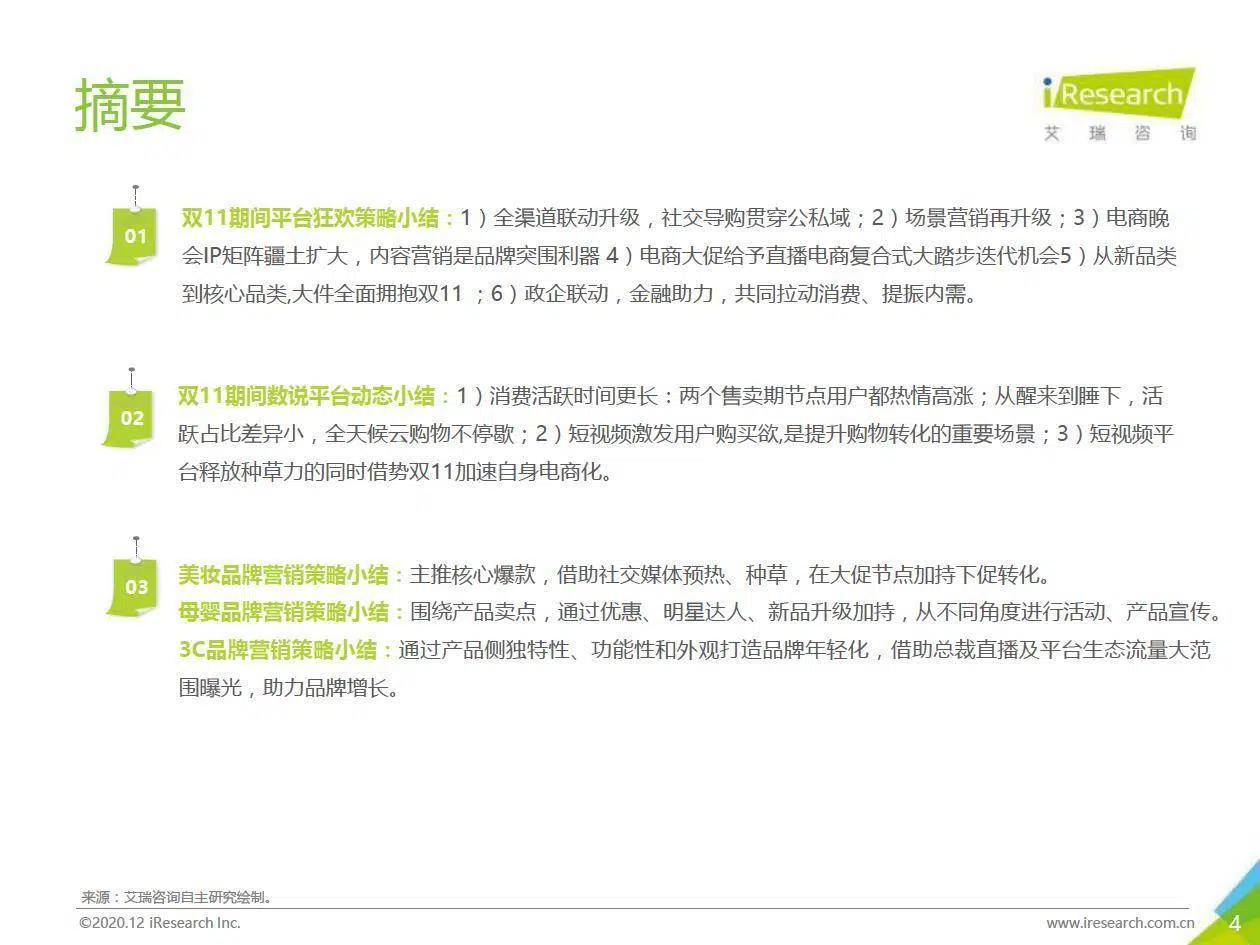 摘要
iResearch
艾瑞咨询
01
双11期间平台狂欢策略小结：1）全渠道联动升级，社交导购贯穿公私域；2）场景营销再升级；3）电商晚
会IP矩阵疆土扩大，内容营销是品牌突围利器 4）电商大促给予直播电商复合式大踏步迭代机会5）从新品类
到核心品类,大件全面拥抱双11 ；6）政企联动，金融助力，共同拉动消费、提振内需。
02
双11期间数说平台动态小结：1）消费活跃时间更长：两个售卖期节点用户都热情高涨；从醒来到睡下，活
跃占比差异小，全天候云购物不停歇；2）短视频激发用户购买欲,是提升购物转化的重要场景；3）短视频平
台释放种草力的同时借势双11加速自身电商化。
03
美妆品牌营销策略小结：主推核心爆款，借助社交媒体预热、种草，在大促节点加持下促转化。
母婴品牌营销策略小结：围绕产品卖点，通过优惠、明星达人、新品升级加持，从不同角度进行活动、产品宣传。
3C品牌营销策略小结：通过产品侧独特性、功能性和外观打造品牌年轻化，借助总裁直播及平台生态流量大范
围曝光，助力品牌增长。
来源：艾瑞咨询自主研究绘制。
©2020.12 iResearch Inc.
www.iresearch.com.cn
4